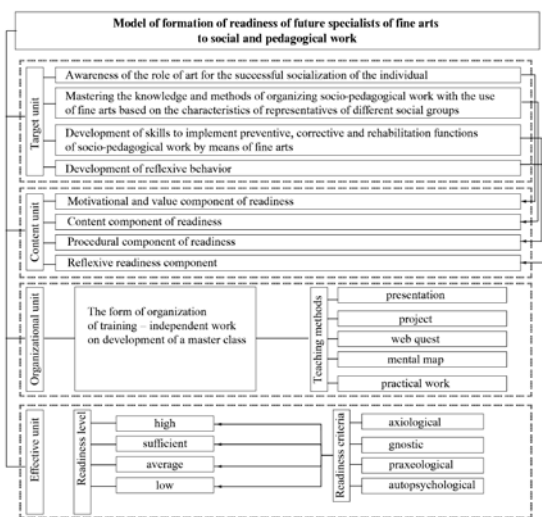 Model of formation of readiness of future specialists of fine arts
to social and pedagogical work
Target unit
Awareness of the role of art for the successful socialization of the individual
Mastering the knowledge and methods of organizing socio-pedagogical work with the use
of fine arts based on the characteristics of representatives of different social groups
Development of skills to implement preventive, corrective and rehabilitation functions
of socio-pedagogical work by means of fine arts
Development of reflexive behavior
Content unit
Motivational and value component of readiness
Content component of readiness
Procedural component of readiness
Reflexive readiness component
Organizational unit
The form of organization
of training – independent work
on development of a master class
Teaching methods
presentation
project
web quest
mental map
practical work
Effective unit
Readiness level
high
sufficient
average
low
Readiness criteria
axiological
gnostic
praxeological
autopsychological